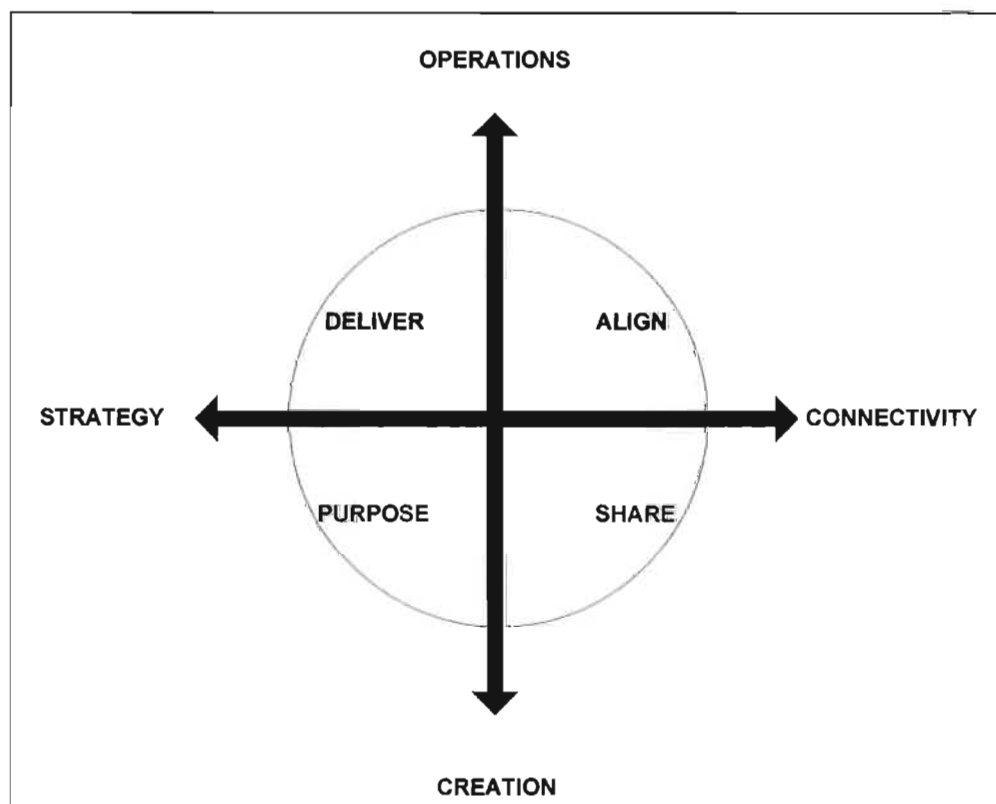 OPERATIONS
DELIVER ALIGN
STRATEGY CONNECTIVITY
PURPOSE SHARE
CREATION